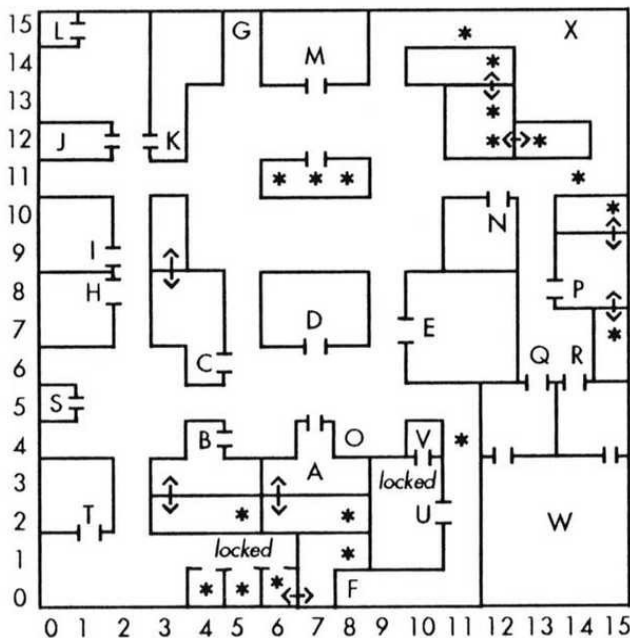 15 L G * X
14 M *
13 *
12 J K * *
11 * * * *
10 N *
9 I
8 H P
7 D E *
6 C Q R
5 S
4 B O V *
3 A locked
2 T * * U W
1 locked *
0 * * * F
0 1 2 3 4 5 6 7 8 9 10 11 12 13 14 15